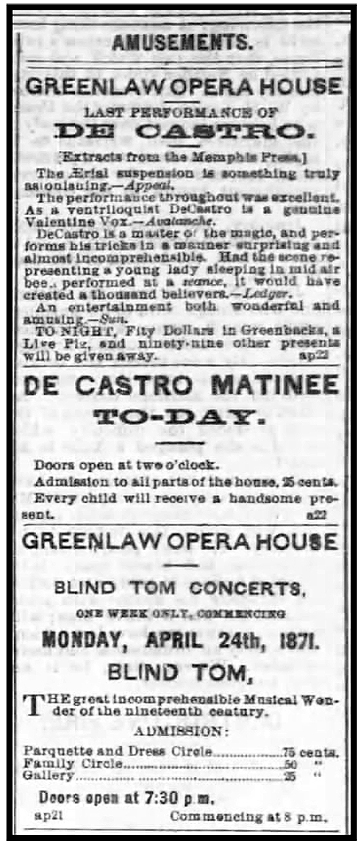 AMUSEMENTS.
GREENLAW OPERA HOUSE
LAST PERFORMANCE OF
DE CASTRO.
[Extracts from the Memphis Press.]
The Ærial suspension is something truly
astonishing.—Appeal.
The performance throughout was excellent.
As a ventriloquist DeCastro is a genuine
Valentine Vox.—Avalanche.
DeCastro is a master of the magic, and per-
forms his tricks in a manner surprising and
almost incomprehensible. Had the scene re-
presenting a young lady sleeping in mid air
bee., performed at a seance, it would have
created a thousand believers.—Ledger.
An entertainment both wonderful and
amusing.—Sun.
TO-NIGHT, Fity Dollars in Greenbacks, a
Live Pig, and ninety-nine other presents
will be given away. ap22
DE CASTRO MATINEE
TO-DAY.
Doors open at two o'clock.
Admission to all parts of the house, 25 cents.
Every child will receive a handsome pre-
sent. a22
GREENLAW OPERA HOUSE
BLIND TOM CONCERTS,
ONE WEEK ONLY, COMMENCING
MONDAY, APRIL 24th, 1871.
BLIND TOM,
THE great incomprehensible Musical Won-
der of the nineteenth century.
ADMISSION:
Parquette and Dress Circle..............75 cents.
Family Circle..............50 "
Gallery..............25 "
Doors open at 7:30 p.m.
ap21 Commencing at 8 p.m.